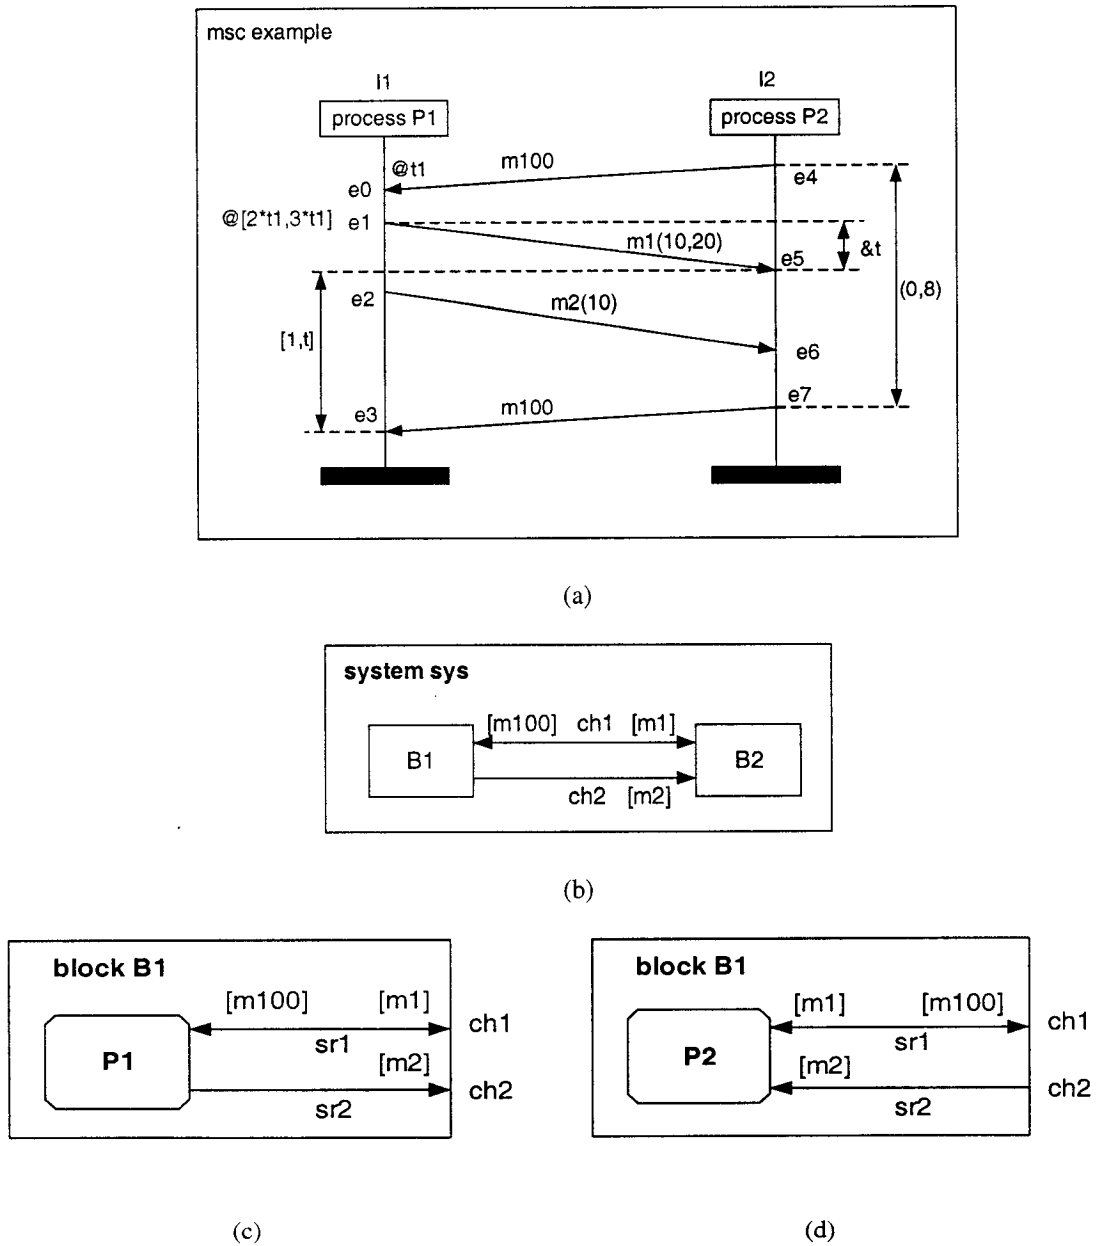 msc example
I1
I2
process P1
process P2
@t1
m100
e0
e4
@[2*t1,3*t1]
e1
m1(10,20)
&t
e5
e2
m2(10)
(0,8)
[1,t]
e6
e7
e3
m100
(a)
system sys
[m100] ch1 [m1]
B1
B2
ch2 [m2]
(b)
block B1
[m100] [m1]
ch1
sr1
P1
[m2]
ch2
sr2
(c)
block B1
[m1] [m100]
ch1
sr1
P2
[m2]
ch2
sr2
(d)